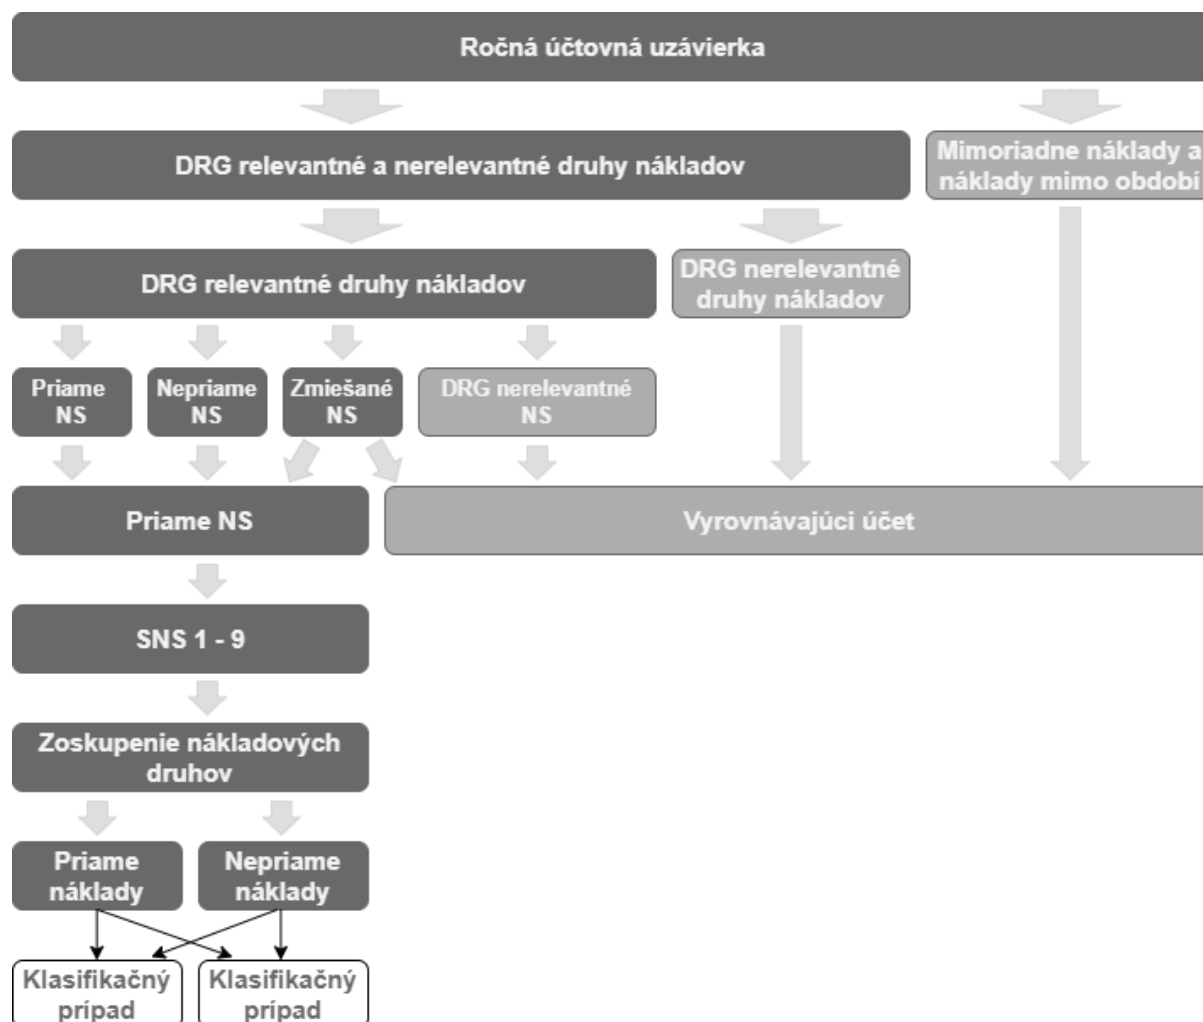 Ročná účtovná uzávierka
DRG relevantné a nerelevantné druhy nákladov
Mimoriadne náklady a
náklady mimo období
DRG relevantné druhy nákladov
DRG nerelevantné
druhy nákladov
Priame
NS
Nepriame
NS
Zmiešané
NS
DRG nerelevantné
NS
Priame NS
Vyrovnávajúci účet
SNS 1 - 9
Zoskupenie nákladových
druhov
Priame
náklady
Nepriame
náklady
Klasifikačný
prípad
Klasifikačný
prípad